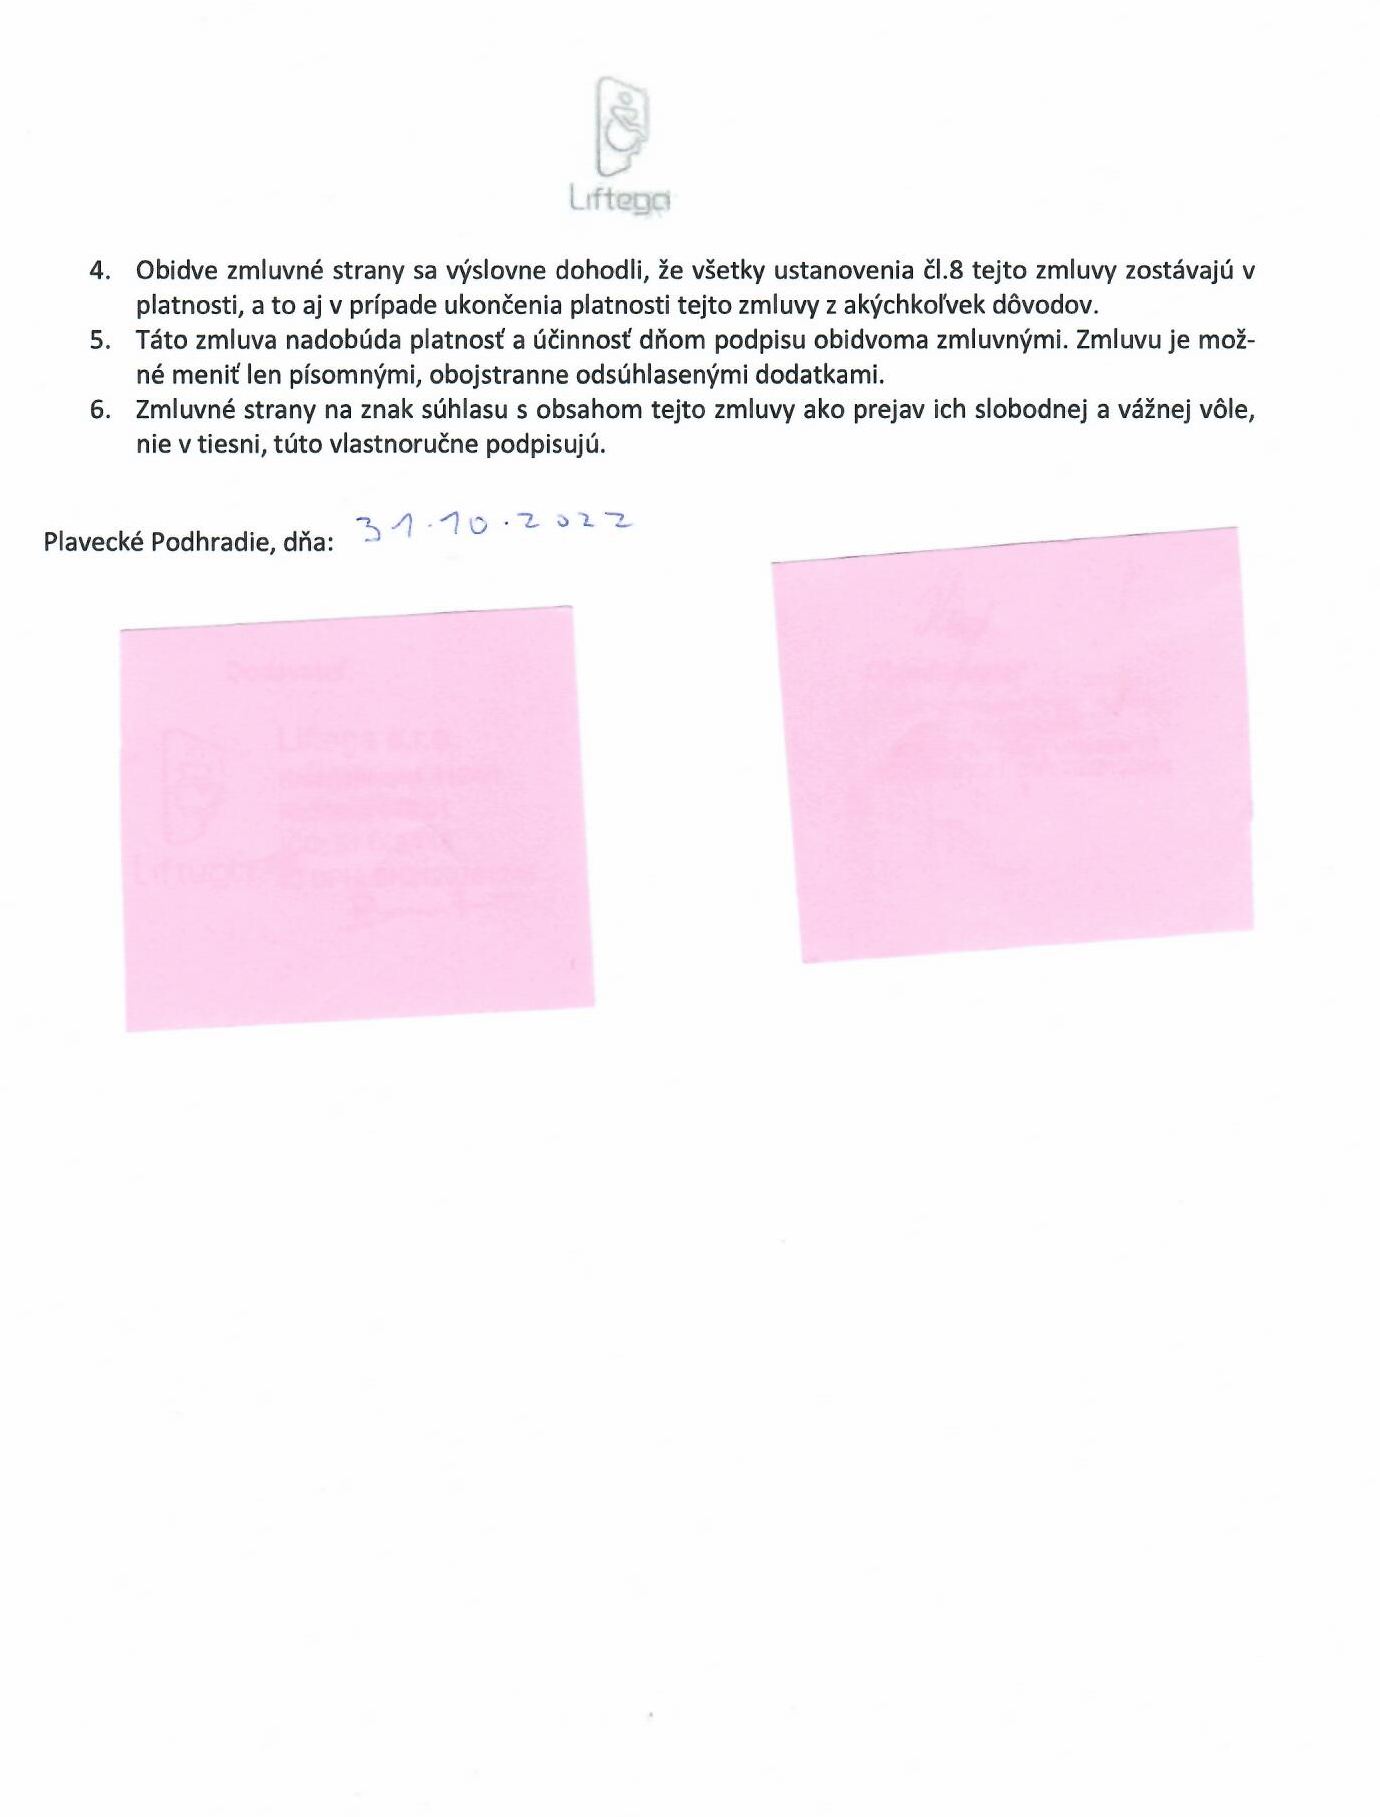 Liftega
4. Obidve zmluvné strany sa výslovne dohodli, že všetky ustanovenia čl.8 tejto zmluvy zostávajú v
platnosti, a to aj v prípade ukončenia platnosti tejto zmluvy z akýchkoľvek dôvodov.
5. Táto zmluva nadobúda platnosť a účinnosť dňom podpisu obidvoma zmluvnými. Zmluvu je mož-
né meniť len písomnými, obojstranne odsúhlasenými dodatkami.
6. Zmluvné strany na znak súhlasu s obsahom tejto zmluvy ako prejav ich slobodnej a vážnej vôle,
nie v tiesni, túto vlastnoručne podpisujú.
Plavecké Podhradie, dňa: 31.10.2022
Liftega s.r.o.